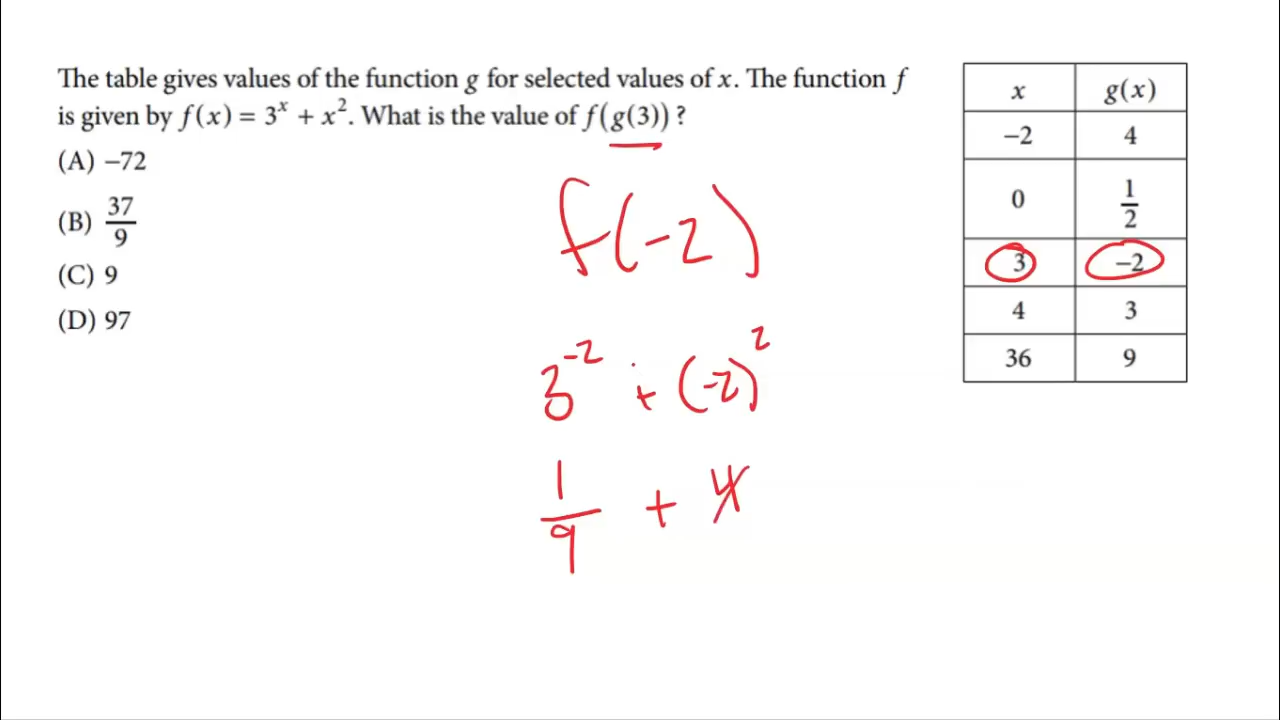 The table gives values of the function g for selected values of x. The function f
is given by f(x) = 3ˣ + x². What is the value of f(g(3)) ?
(A) –72
(B) 37/9
(C) 9
(D) 97
x g(x)
–2 4
0 1/2
3 –2
4 3
36 9
f(-2)
3⁻² + (-2)²
1/9 + 4